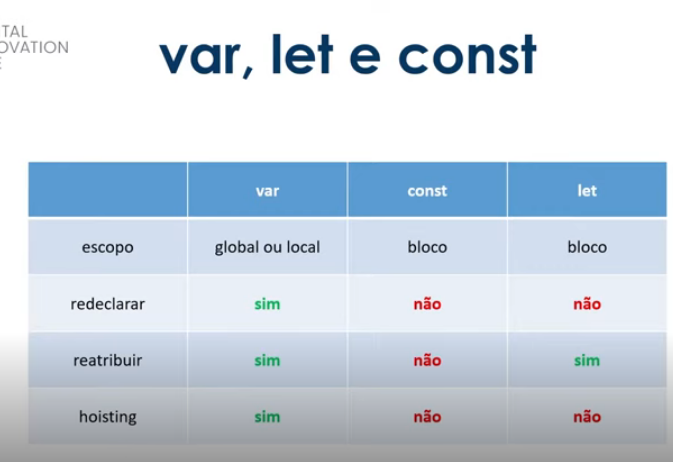 TAL
OVATION
E
var, let e const
var const let
escopo global ou local bloco bloco
redeclarar sim não não
reatribuir sim não sim
hoisting sim não não